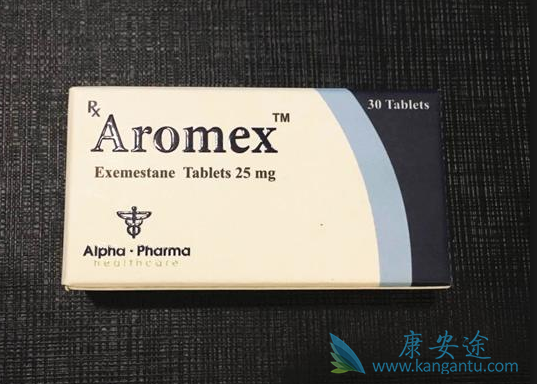 Rx
Aromex™
30 Tablets
Exemestane Tablets 25 mg
Alpha·Pharma
healthcare
康安途
www.kangantu.com